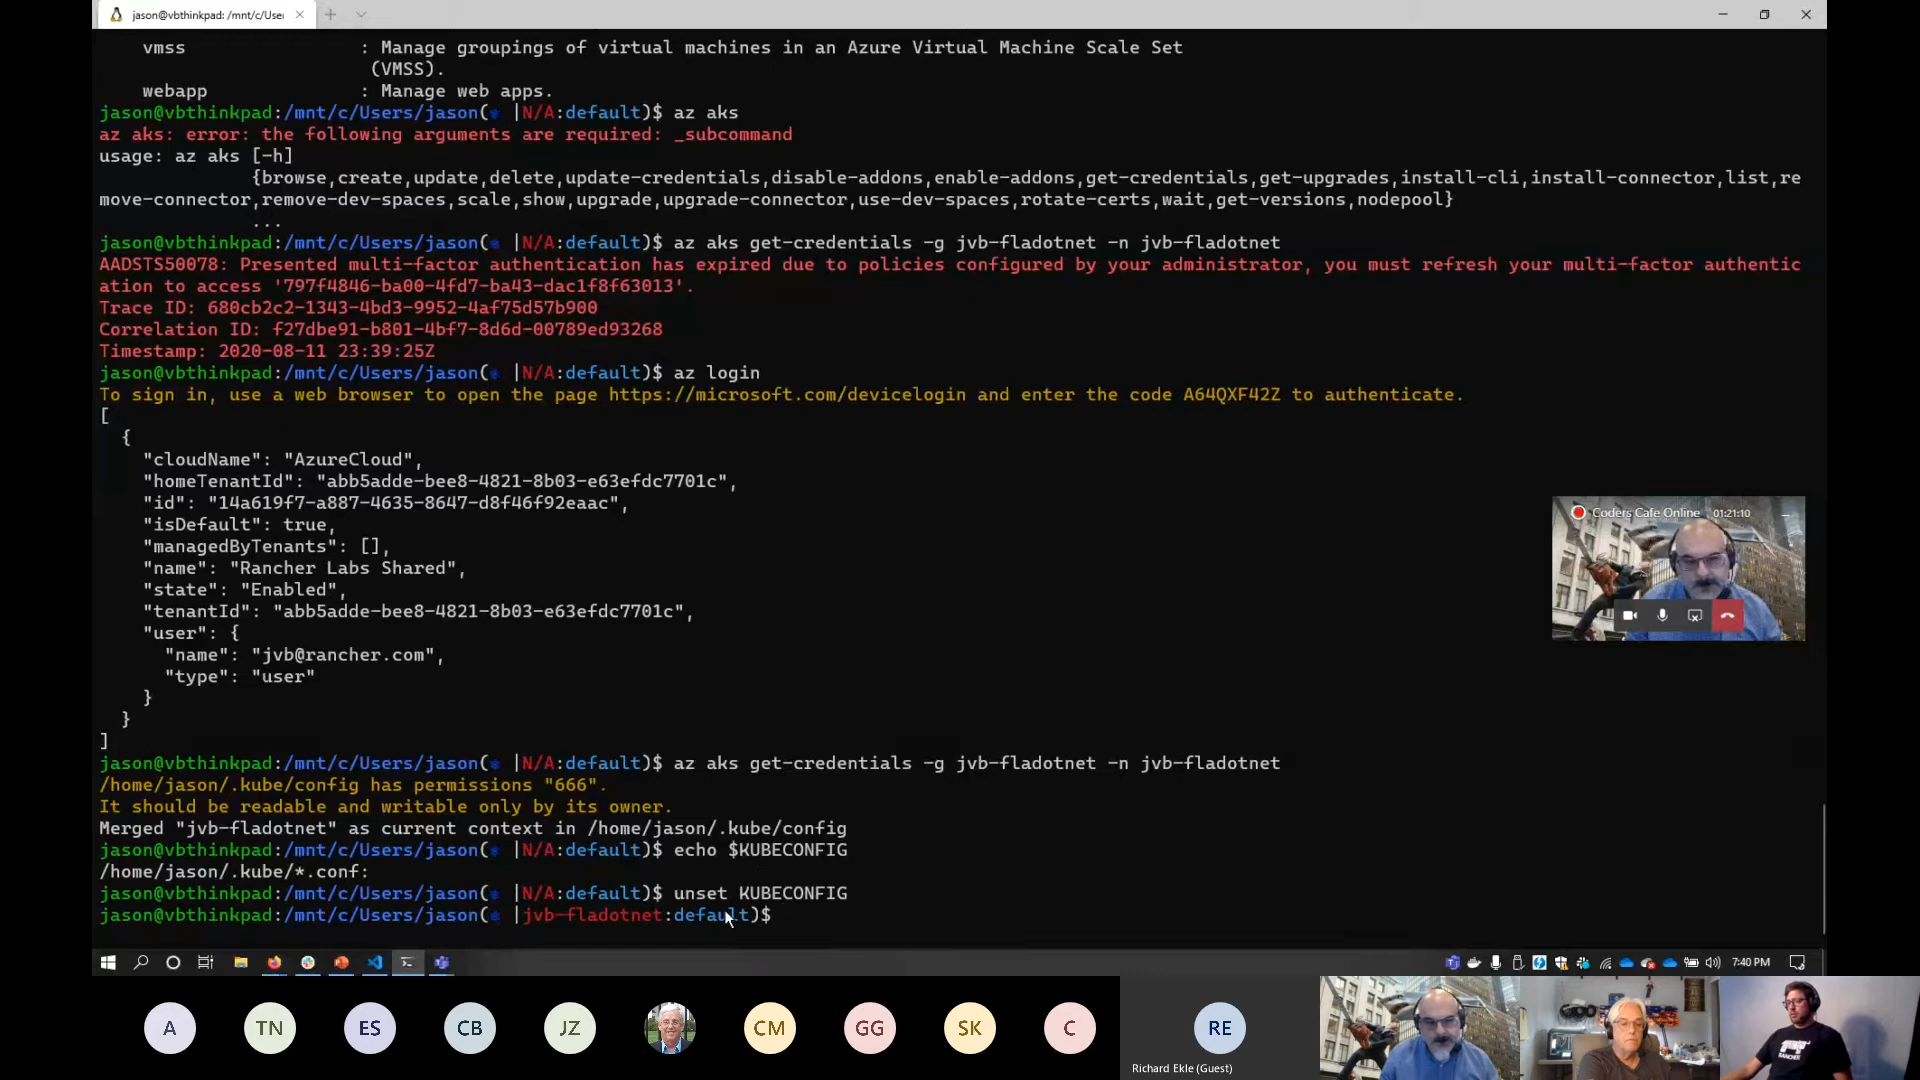 jason@vbthinkpad: /mnt/c/User
vmss : Manage groupings of virtual machines in an Azure Virtual Machine Scale Set
(VMSS).
webapp : Manage web apps.
jason@vbthinkpad:/mnt/c/Users/jason(⎈ |N/A:default)$ az aks
az aks: error: the following arguments are required: _subcommand
usage: az aks [-h]
{browse,create,update,delete,update-credentials,disable-addons,enable-addons,get-credentials,get-upgrades,install-cli,install-connector,list,re
move-connector,remove-dev-spaces,scale,show,upgrade,upgrade-connector,use-dev-spaces,rotate-certs,wait,get-versions,nodepool}
...
jason@vbthinkpad:/mnt/c/Users/jason(⎈ |N/A:default)$ az aks get-credentials -g jvb-fladotnet -n jvb-fladotnet
AADSTS50078: Presented multi-factor authentication has expired due to policies configured by your administrator, you must refresh your multi-factor authentic
ation to access '797f4846-ba00-4fd7-ba43-dac1f8f63013'.
Trace ID: 680cb2c2-1343-4bd3-9952-4af75d57b900
Correlation ID: f27dbe91-b801-4bf7-8d6d-00789ed93268
Timestamp: 2020-08-11 23:39:25Z
jason@vbthinkpad:/mnt/c/Users/jason(⎈ |N/A:default)$ az login
To sign in, use a web browser to open the page https://microsoft.com/devicelogin and enter the code A64QXF42Z to authenticate.
[
{
"cloudName": "AzureCloud",
"homeTenantId": "abb5adde-bee8-4821-8b03-e63efdc7701c",
"id": "14a619f7-a887-4635-8647-d8f46f92eaac",
"isDefault": true,
"managedByTenants": [],
"name": "Rancher Labs Shared",
"state": "Enabled",
"tenantId": "abb5adde-bee8-4821-8b03-e63efdc7701c",
"user": {
"name": "jvb@rancher.com",
"type": "user"
}
}
]
jason@vbthinkpad:/mnt/c/Users/jason(⎈ |N/A:default)$ az aks get-credentials -g jvb-fladotnet -n jvb-fladotnet
/home/jason/.kube/config has permissions "666".
It should be readable and writable only by its owner.
Merged "jvb-fladotnet" as current context in /home/jason/.kube/config
jason@vbthinkpad:/mnt/c/Users/jason(⎈ |N/A:default)$ echo $KUBECONFIG
/home/jason/.kube/*.conf:
jason@vbthinkpad:/mnt/c/Users/jason(⎈ |N/A:default)$ unset KUBECONFIG
jason@vbthinkpad:/mnt/c/Users/jason(⎈ |jvb-fladotnet:default)$
Coders Cafe Online 01:21:10
7:40 PM
A TN ES CB JZ CM GG SK C RE
Richard Ekle (Guest)
RANCHER